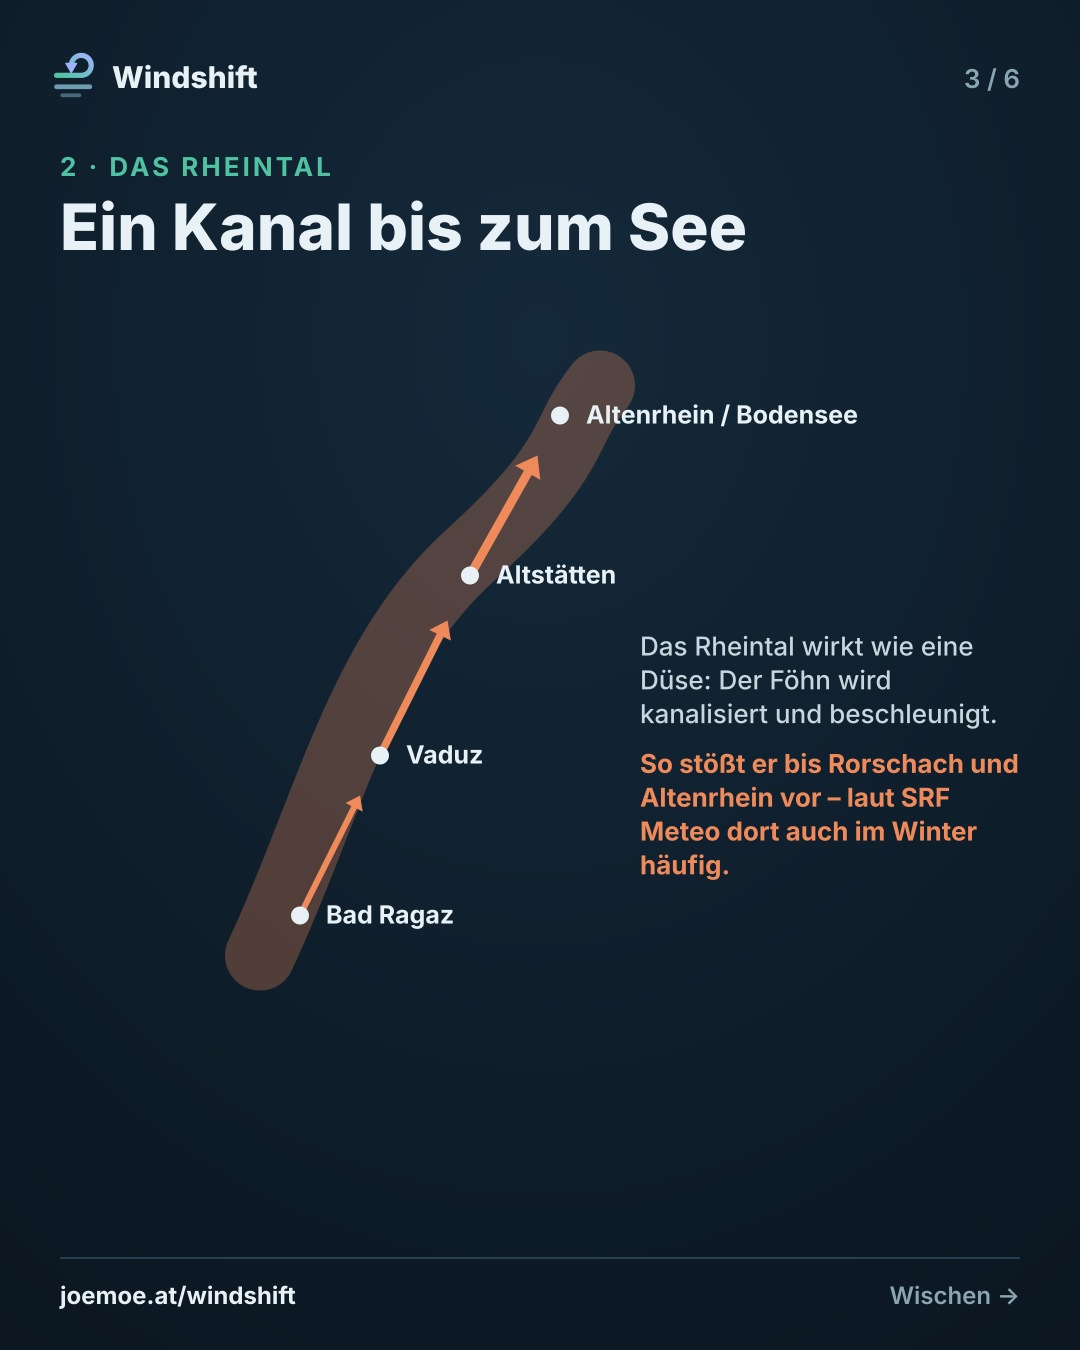 Windshift
3 / 6
2 · DAS RHEINTAL
Ein Kanal bis zum See
Altenrhein / Bodensee
Altstätten
Das Rheintal wirkt wie eine
Düse: Der Föhn wird
kanalisiert und beschleunigt.
Vaduz
So stößt er bis Rorschach und
Altenrhein vor – laut SRF
Meteo dort auch im Winter
häufig.
Bad Ragaz
joemoe.at/windshift
Wischen →